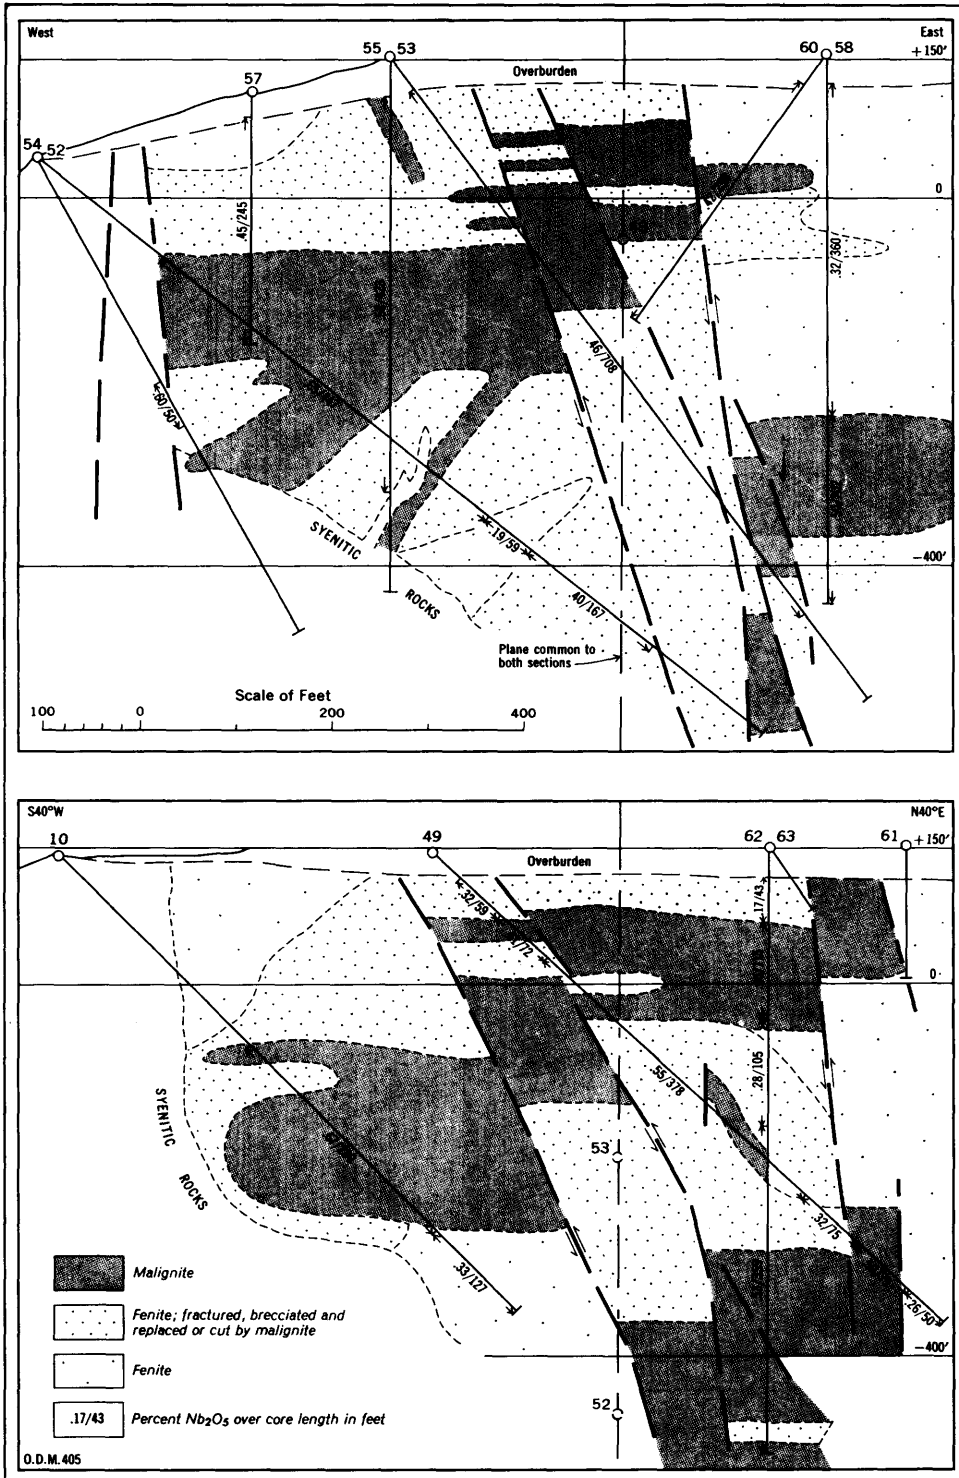 West
East
55
53
60
58
+150'
Overburden
57
54
52
.45/245
0
.32/360
.46/708
.60/50
SYENITIC
ROCKS
.19/59
-400'
.40/167
Plane common to
both sections
Scale of Feet
100 0 200 400
S40°W
N40°E
10
49
62
63
61
+150'
Overburden
.32/59
.17/43
0
.28/105
.55/378
SYENITIC
ROCKS
53
.32/75
.33/127
.26/50
-400'
52
Malignite
Fenite; fractured, brecciated and
replaced or cut by malignite
Fenite
.17/43
Percent Nb₂O₅ over core length in feet
O.D.M. 405